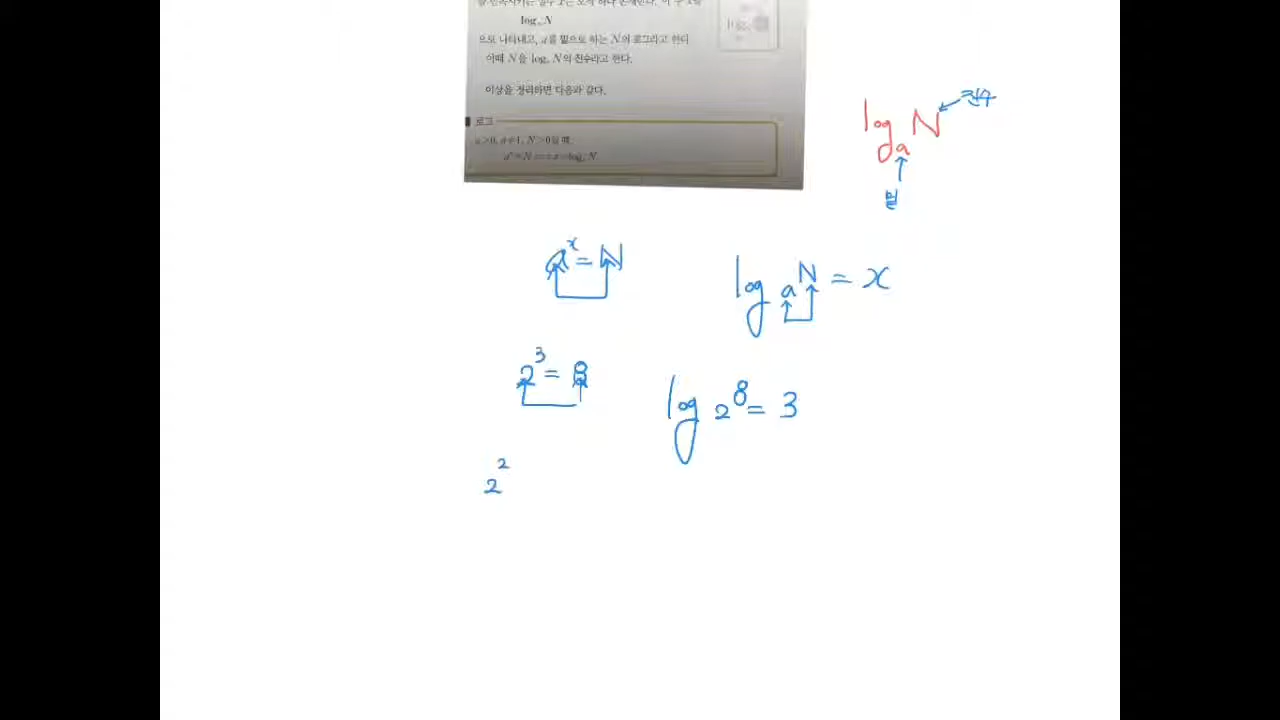 log_a N
으로 나타내고, a를 밑으로 하는 N의 로그라고 한다.
이때 N을 log_a N의 진수라고 한다.
이상을 정리하면 다음과 같다.
로그
a>0, a≠1, N>0일 때,
a^x=N ⟺ x=log_a N
log_a N
진수
밑
a^x = N
log_a N = x
2^3 = 8
log_2 8 = 3
2^2